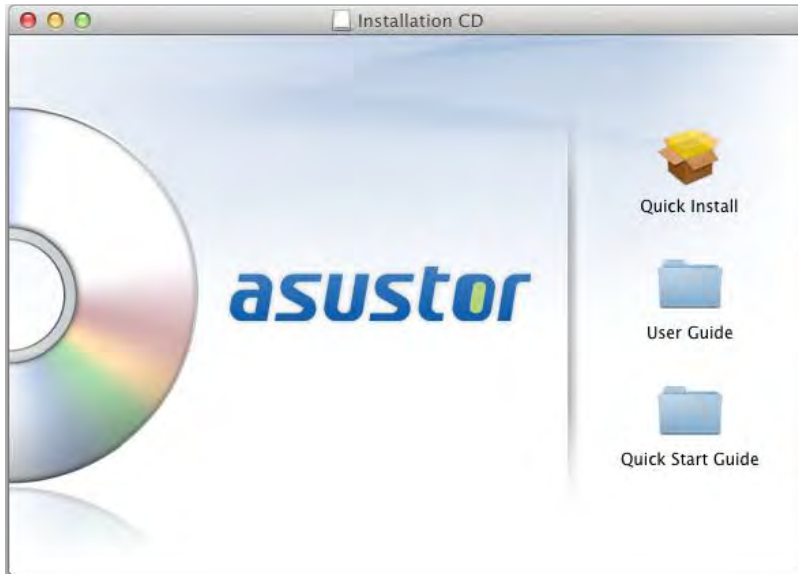 Installation CD
asustor
Quick Install
User Guide
Quick Start Guide